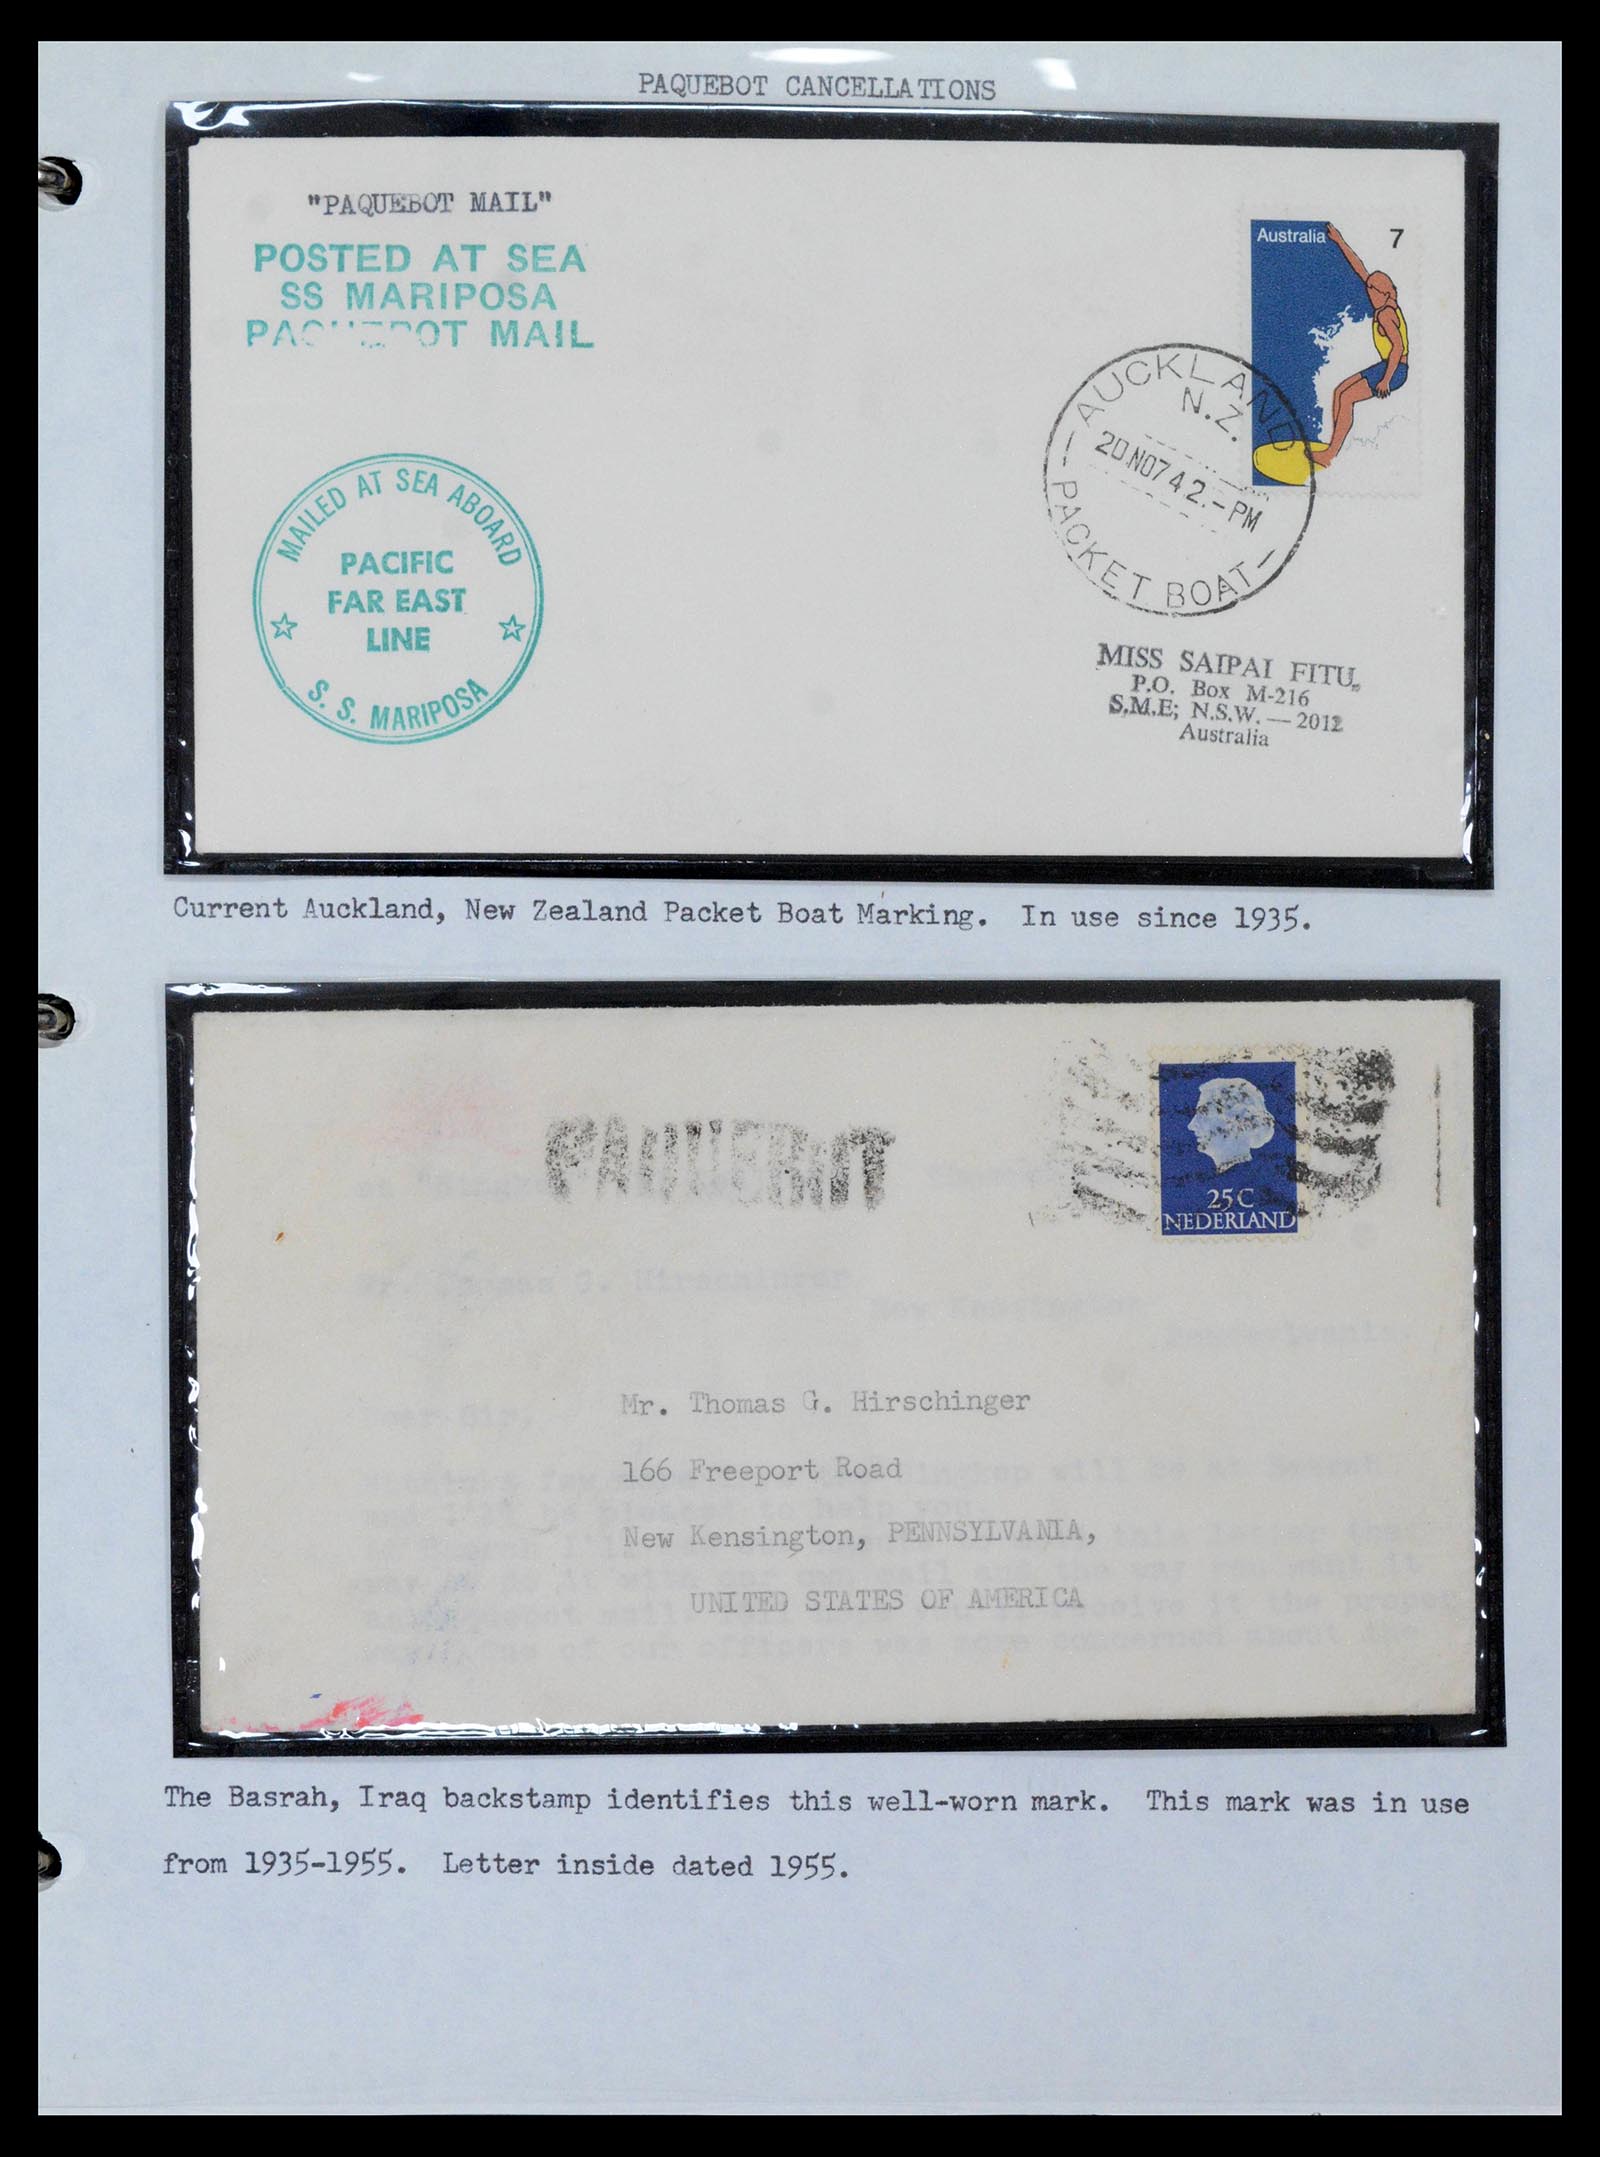 PAQUEBOT CANCELLATIONS
"PAQUEBOT MAIL"
POSTED AT SEA
SS MARIPOSA
PAQUEBOT MAIL
Australia 7
AUCKLAND
N.Z.
20 NO74 2.-PM
PACKET BOAT
MAILED AT SEA ABOARD
PACIFIC
FAR EAST
LINE
S. S. MARIPOSA
MISS SAIPAI FITU,
P.O. Box M-216
S.M.E; N.S.W. — 2012
Australia
Current Auckland, New Zealand Packet Boat Marking. In use since 1935.
PAQUEBOT
25C
NEDERLAND
Mr. Thomas G. Hirschinger
166 Freeport Road
New Kensington, PENNSYLVANIA,
UNITED STATES OF AMERICA
The Basrah, Iraq backstamp identifies this well-worn mark. This mark was in use
from 1935-1955. Letter inside dated 1955.